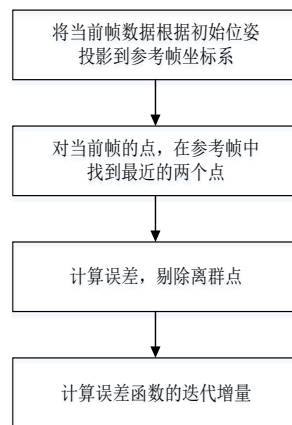 将当前帧数据根据初始位姿
投影到参考帧坐标系
对当前帧的点，在参考帧中
找到最近的两个点
计算误差，剔除离群点
计算误差函数的迭代增量